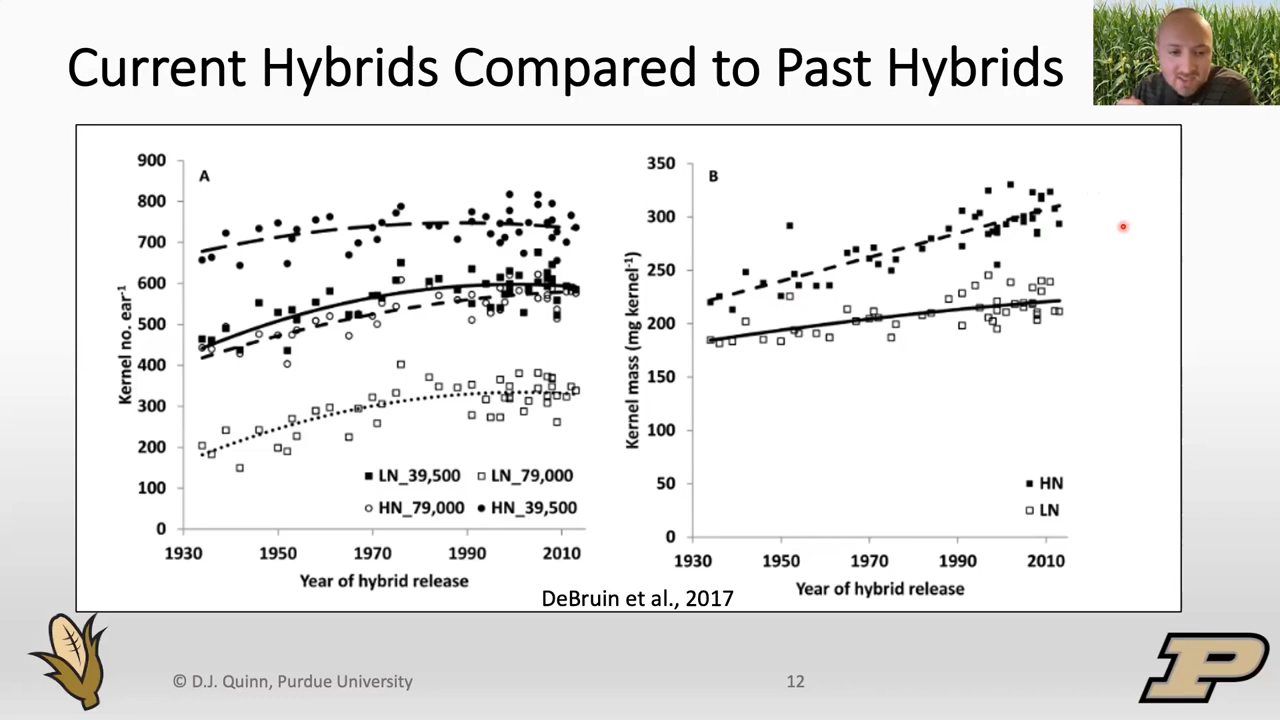 Current Hybrids Compared to Past Hybrids
A
900
800
700
600
500
400
300
200
100
0
Kernel no. ear⁻¹
LN_39,500
LN_79,000
HN_79,000
HN_39,500
1930
1950
1970
1990
2010
Year of hybrid release
B
350
300
250
200
150
100
50
0
Kernel mass (mg kernel⁻¹)
HN
LN
1930
1950
1970
1990
2010
Year of hybrid release
DeBruin et al., 2017
© D.J. Quinn, Purdue University
12
P